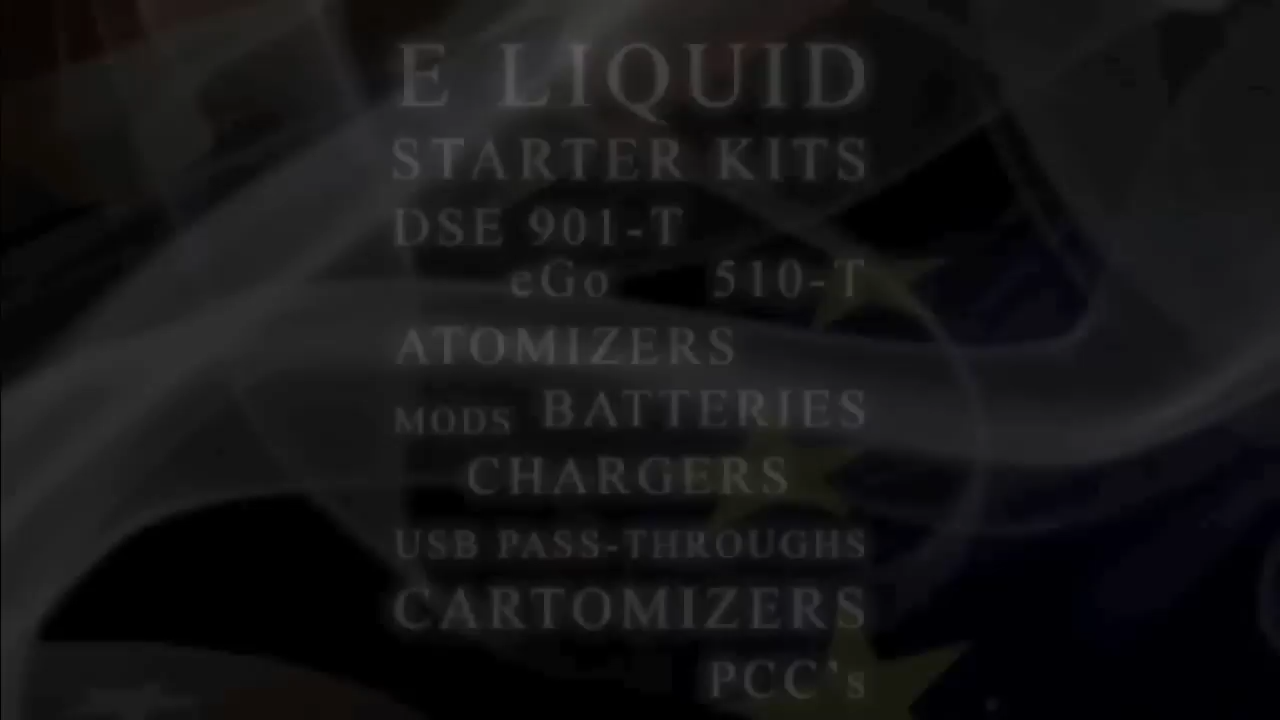 E LIQUID
STARTER KITS
DSE 901-T
eGo 510-T
ATOMIZERS
MODS BATTERIES
CHARGERS
USB PASS-THROUGHS
CARTOMIZERS
PCC's